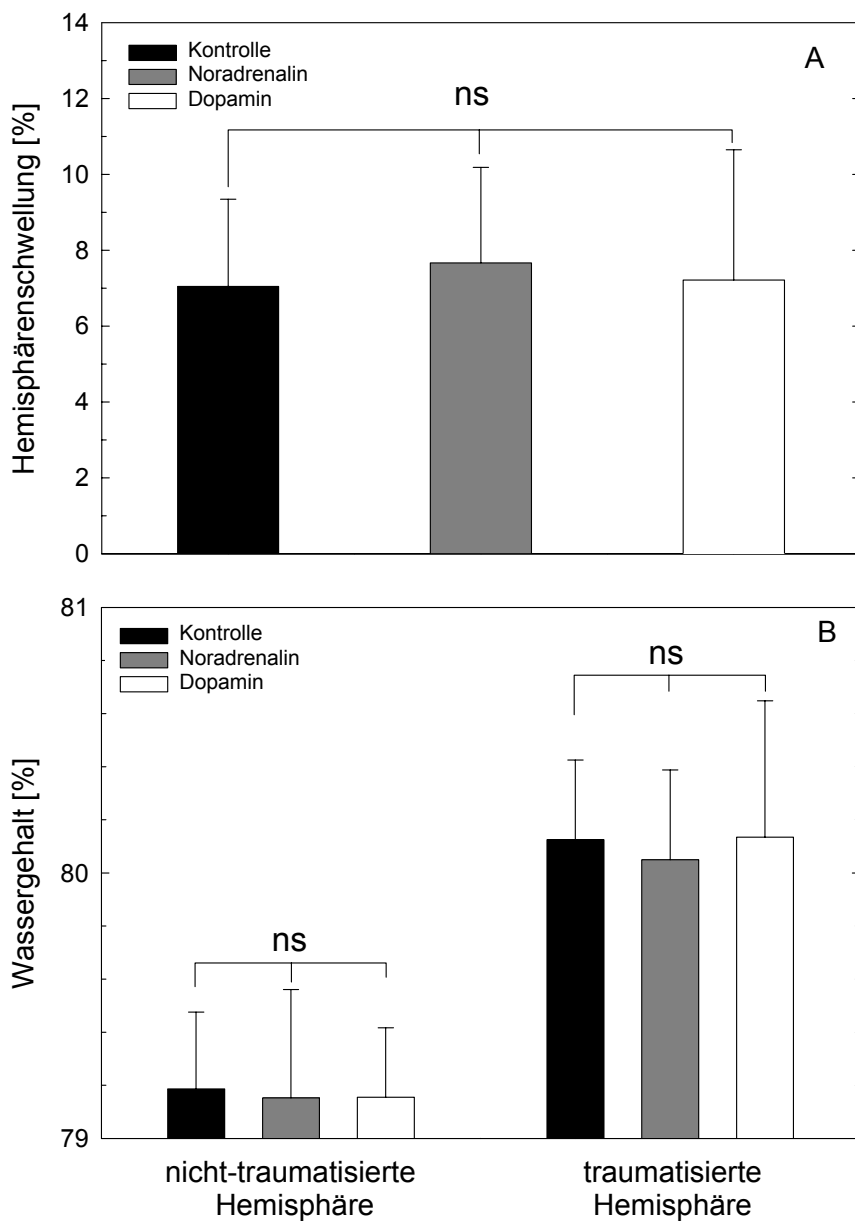 14
12
10
8
6
4
2
0
Hemisphärenschwellung [%]
Kontrolle
Noradrenalin
Dopamin
A
ns
81
80
79
Wassergehalt [%]
Kontrolle
Noradrenalin
Dopamin
B
ns
ns
nicht-traumatisierte
Hemisphäre
traumatisierte
Hemisphäre